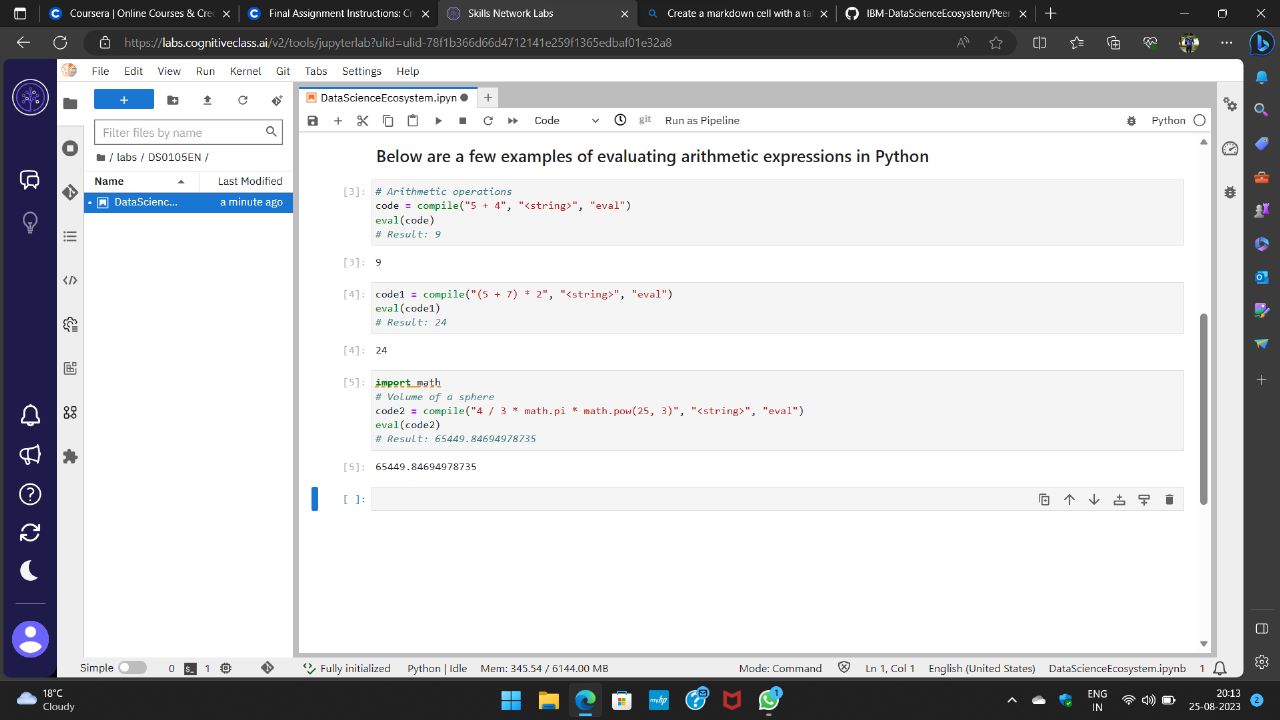 Coursera | Online Courses & Cre
Final Assignment Instructions: Cr
Skills Network Labs
Create a markdown cell with a ta
IBM-DataScienceEcosystem/Peer
https://labs.cognitiveclass.ai/v2/tools/jupyterlab?ulid=ulid-78f1b366d66d4712141e259f1365edbaf01e32a8
File Edit View Run Kernel Git Tabs Settings Help
DataScienceEcosystem.ipyn
Filter files by name
Code
git
Run as Pipeline
Python
/ labs / DS0105EN /
Name
Last Modified
DataScienc...
a minute ago
Below are a few examples of evaluating arithmetic expressions in Python
[3]: # Arithmetic operations
code = compile("5 + 4", "<string>", "eval")
eval(code)
# Result: 9
[3]: 9
[4]: code1 = compile("(5 + 7) * 2", "<string>", "eval")
eval(code1)
# Result: 24
[4]: 24
[5]: import math
# Volume of a sphere
code2 = compile("4 / 3 * math.pi * math.pow(25, 3)", "<string>", "eval")
eval(code2)
# Result: 65449.84694978735
[5]: 65449.84694978735
[ ]:
Simple
0
1
Fully initialized
Python | Idle
Mem: 345.54 / 6144.00 MB
Mode: Command
Ln 1, Col 1
English (United States)
DataScienceEcosystem.ipynb
1
18°C
Cloudy
1
ENG
IN
20:13
25-08-2023
2